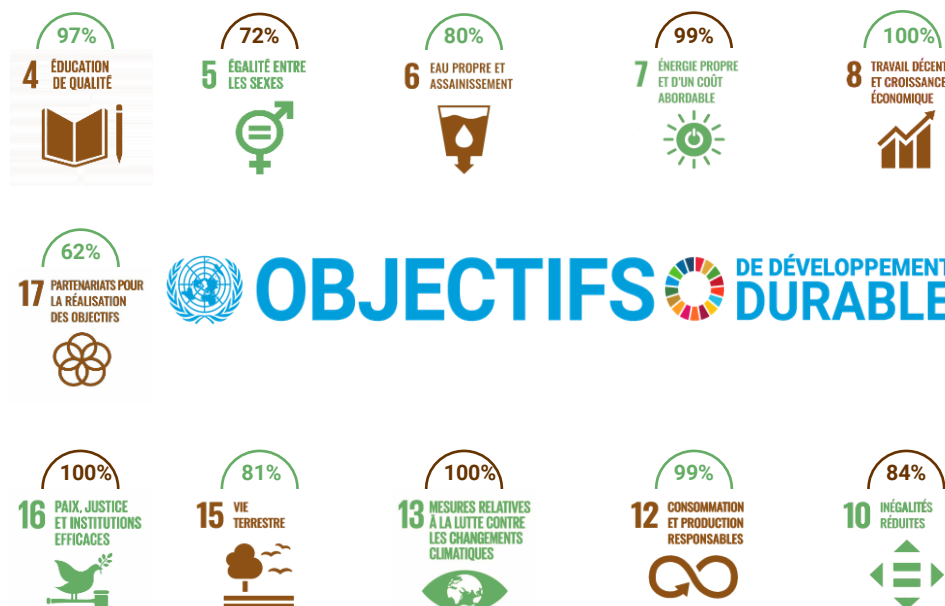 97%
4 ÉDUCATION
DE QUALITÉ
72%
5 ÉGALITÉ ENTRE
LES SEXES
80%
6 EAU PROPRE ET
ASSAINISSEMENT
99%
7 ÉNERGIE PROPRE
ET D'UN COÛT
ABORDABLE
100%
8 TRAVAIL DÉCENT
ET CROISSANCE
ÉCONOMIQUE
62%
17 PARTENARIATS POUR
LA RÉALISATION
DES OBJECTIFS
OBJECTIFS
DE DÉVELOPPEMENT
DURABLE
100%
16 PAIX, JUSTICE
ET INSTITUTIONS
EFFICACES
81%
15 VIE
TERRESTRE
100%
13 MESURES RELATIVES
À LA LUTTE CONTRE
LES CHANGEMENTS
CLIMATIQUES
99%
12 CONSOMMATION
ET PRODUCTION
RESPONSABLES
84%
10 INÉGALITÉS
RÉDUITES